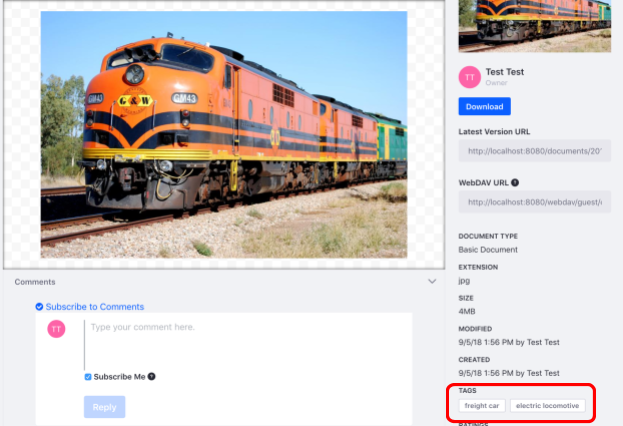 GM43
G&W
GM43
Comments
Subscribe to Comments
TT
Type your comment here.
Subscribe Me
Reply
TT
Test Test
Owner
Download
Latest Version URL
http://localhost:8080/documents/20
WebDAV URL
http://localhost:8080/webdav/guest/
DOCUMENT TYPE
Basic Document
EXTENSION
jpg
SIZE
4MB
MODIFIED
9/5/18 1:56 PM by Test Test
CREATED
9/5/18 1:56 PM by Test Test
TAGS
freight car
electric locomotive
RATINGS